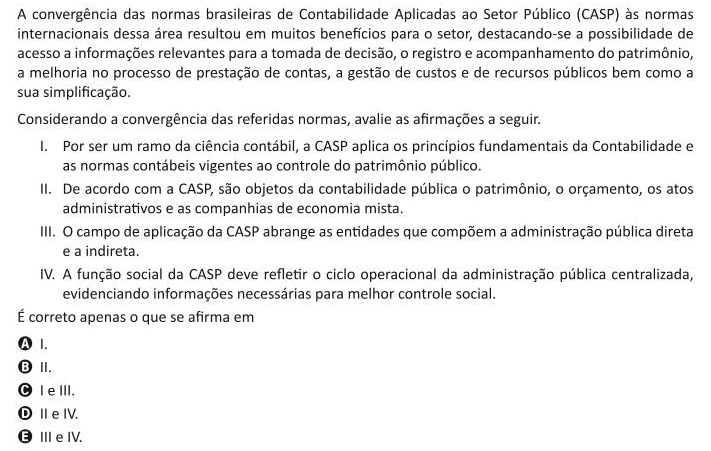 A convergência das normas brasileiras de Contabilidade Aplicadas ao Setor Público (CASP) às normas
internacionais dessa área resultou em muitos benefícios para o setor, destacando-se a possibilidade de
acesso a informações relevantes para a tomada de decisão, o registro e acompanhamento do patrimônio,
a melhoria no processo de prestação de contas, a gestão de custos e de recursos públicos bem como a
sua simplificação.
Considerando a convergência das referidas normas, avalie as afirmações a seguir.
I. Por ser um ramo da ciência contábil, a CASP aplica os princípios fundamentais da Contabilidade e
as normas contábeis vigentes ao controle do patrimônio público.
II. De acordo com a CASP, são objetos da contabilidade pública o patrimônio, o orçamento, os atos
administrativos e as companhias de economia mista.
III. O campo de aplicação da CASP abrange as entidades que compõem a administração pública direta
e a indireta.
IV. A função social da CASP deve refletir o ciclo operacional da administração pública centralizada,
evidenciando informações necessárias para melhor controle social.
É correto apenas o que se afirma em
A I.
B II.
C I e III.
D II e IV.
E III e IV.